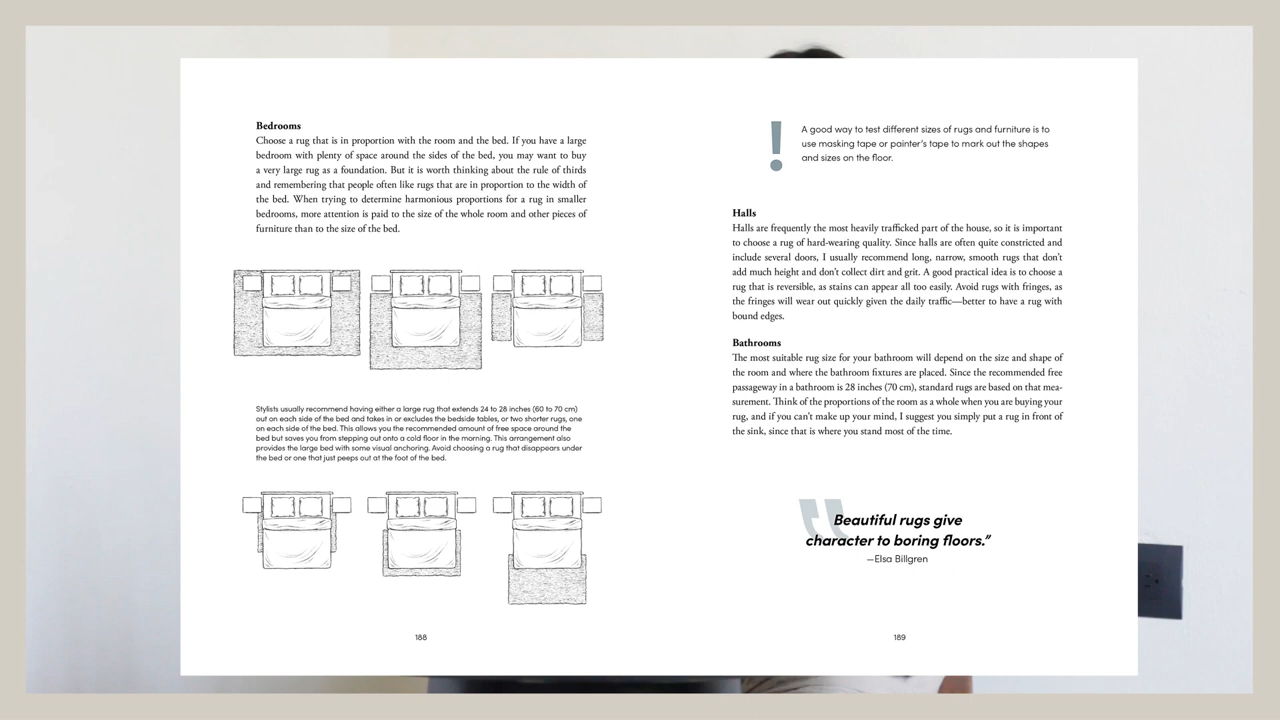 Bedrooms
Choose a rug that is in proportion with the room and the bed. If you have a large
bedroom with plenty of space around the sides of the bed, you may want to buy
a very large rug as a foundation. But it is worth thinking about the rule of thirds
and remembering that people often like rugs that are in proportion to the width of
the bed. When trying to determine harmonious proportions for a rug in smaller
bedrooms, more attention is paid to the size of the whole room and other pieces of
furniture than to the size of the bed.
Stylists usually recommend having either a large rug that extends 24 to 28 inches (60 to 70 cm)
out on each side of the bed and takes in or excludes the bedside tables, or two shorter rugs, one
on each side of the bed. This allows you the recommended amount of free space around the
bed but saves you from stepping out onto a cold floor in the morning. This arrangement also
provides the large bed with some visual anchoring. Avoid choosing a rug that disappears under
the bed or one that just peeps out at the foot of the bed.
188
!
A good way to test different sizes of rugs and furniture is to
use masking tape or painter's tape to mark out the shapes
and sizes on the floor.
Halls
Halls are frequently the most heavily trafficked part of the house, so it is important
to choose a rug of hard-wearing quality. Since halls are often quite constricted and
include several doors, I usually recommend long, narrow, smooth rugs that don't
add much height and don't collect dirt and grit. A good practical idea is to choose a
rug that is reversible, as stains can appear all too easily. Avoid rugs with fringes, as
the fringes will wear out quickly given the daily traffic—better to have a rug with
bound edges.
Bathrooms
The most suitable rug size for your bathroom will depend on the size and shape of
the room and where the bathroom fixtures are placed. Since the recommended free
passageway in a bathroom is 28 inches (70 cm), standard rugs are based on that mea-
surement. Think of the proportions of the room as a whole when you are buying your
rug, and if you can't make up your mind, I suggest you simply put a rug in front of
the sink, since that is where you stand most of the time.
"Beautiful rugs give
character to boring floors."
—Elsa Billgren
189